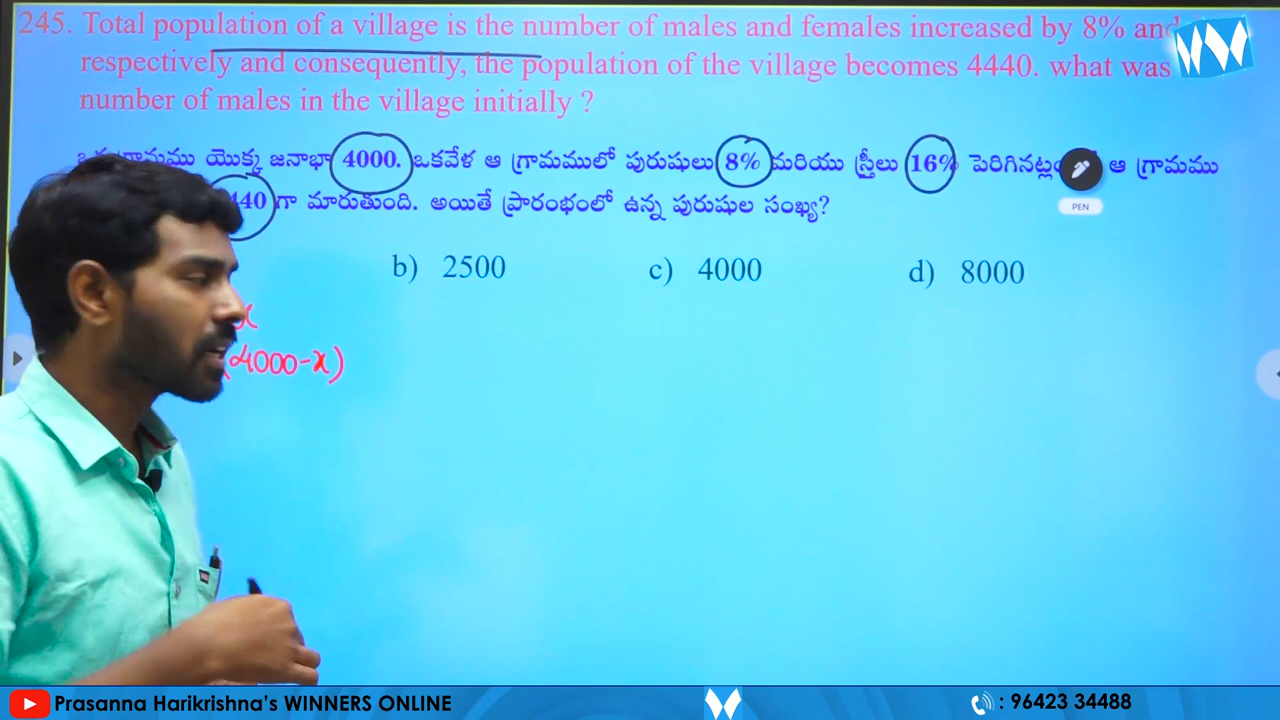 245. Total population of a village is the number of males and females increased by 8% and
respectively and consequently, the population of the village becomes 4440. what was
number of males in the village initially ?
గ్రామము యొక్క జనాభా 4000. ఒకవేళ ఆ గ్రామములో పురుషులు 8% మరియు స్త్రీలు 16% ఆ గ్రామము
440 గా మారుతుంది. అయితే ప్రారంభంలో ఉన్న పురుషుల సంఖ్య?
PEN
b) 2500 c) 4000 d) 8000
x
(4000-x)
Prasanna Harikrishna's WINNERS ONLINE
: 96423 34488